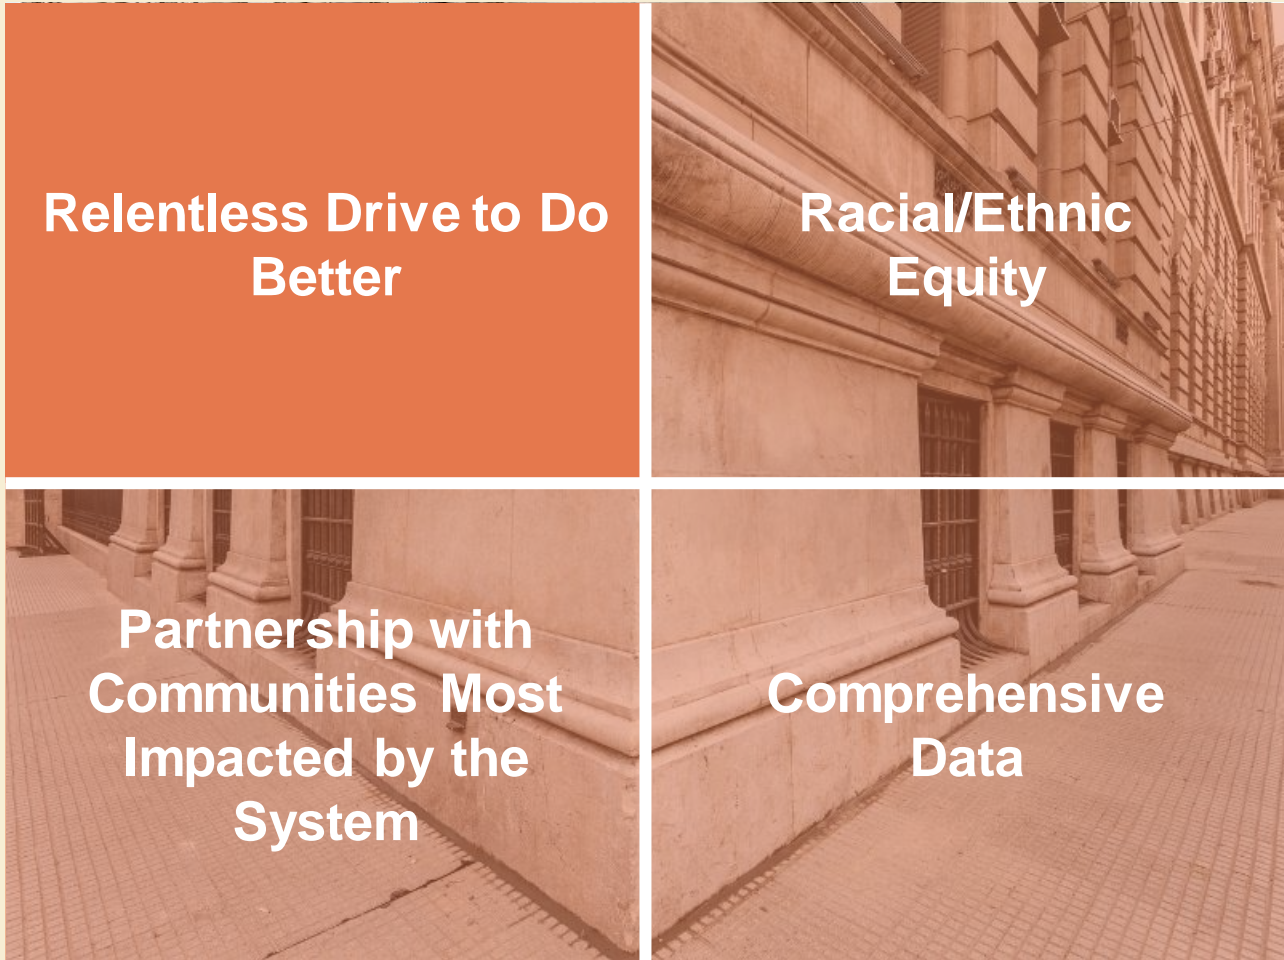 Relentless Drive to Do
Better
Racial/Ethnic
Equity
Partnership with
Communities Most
Impacted by the
System
Comprehensive
Data